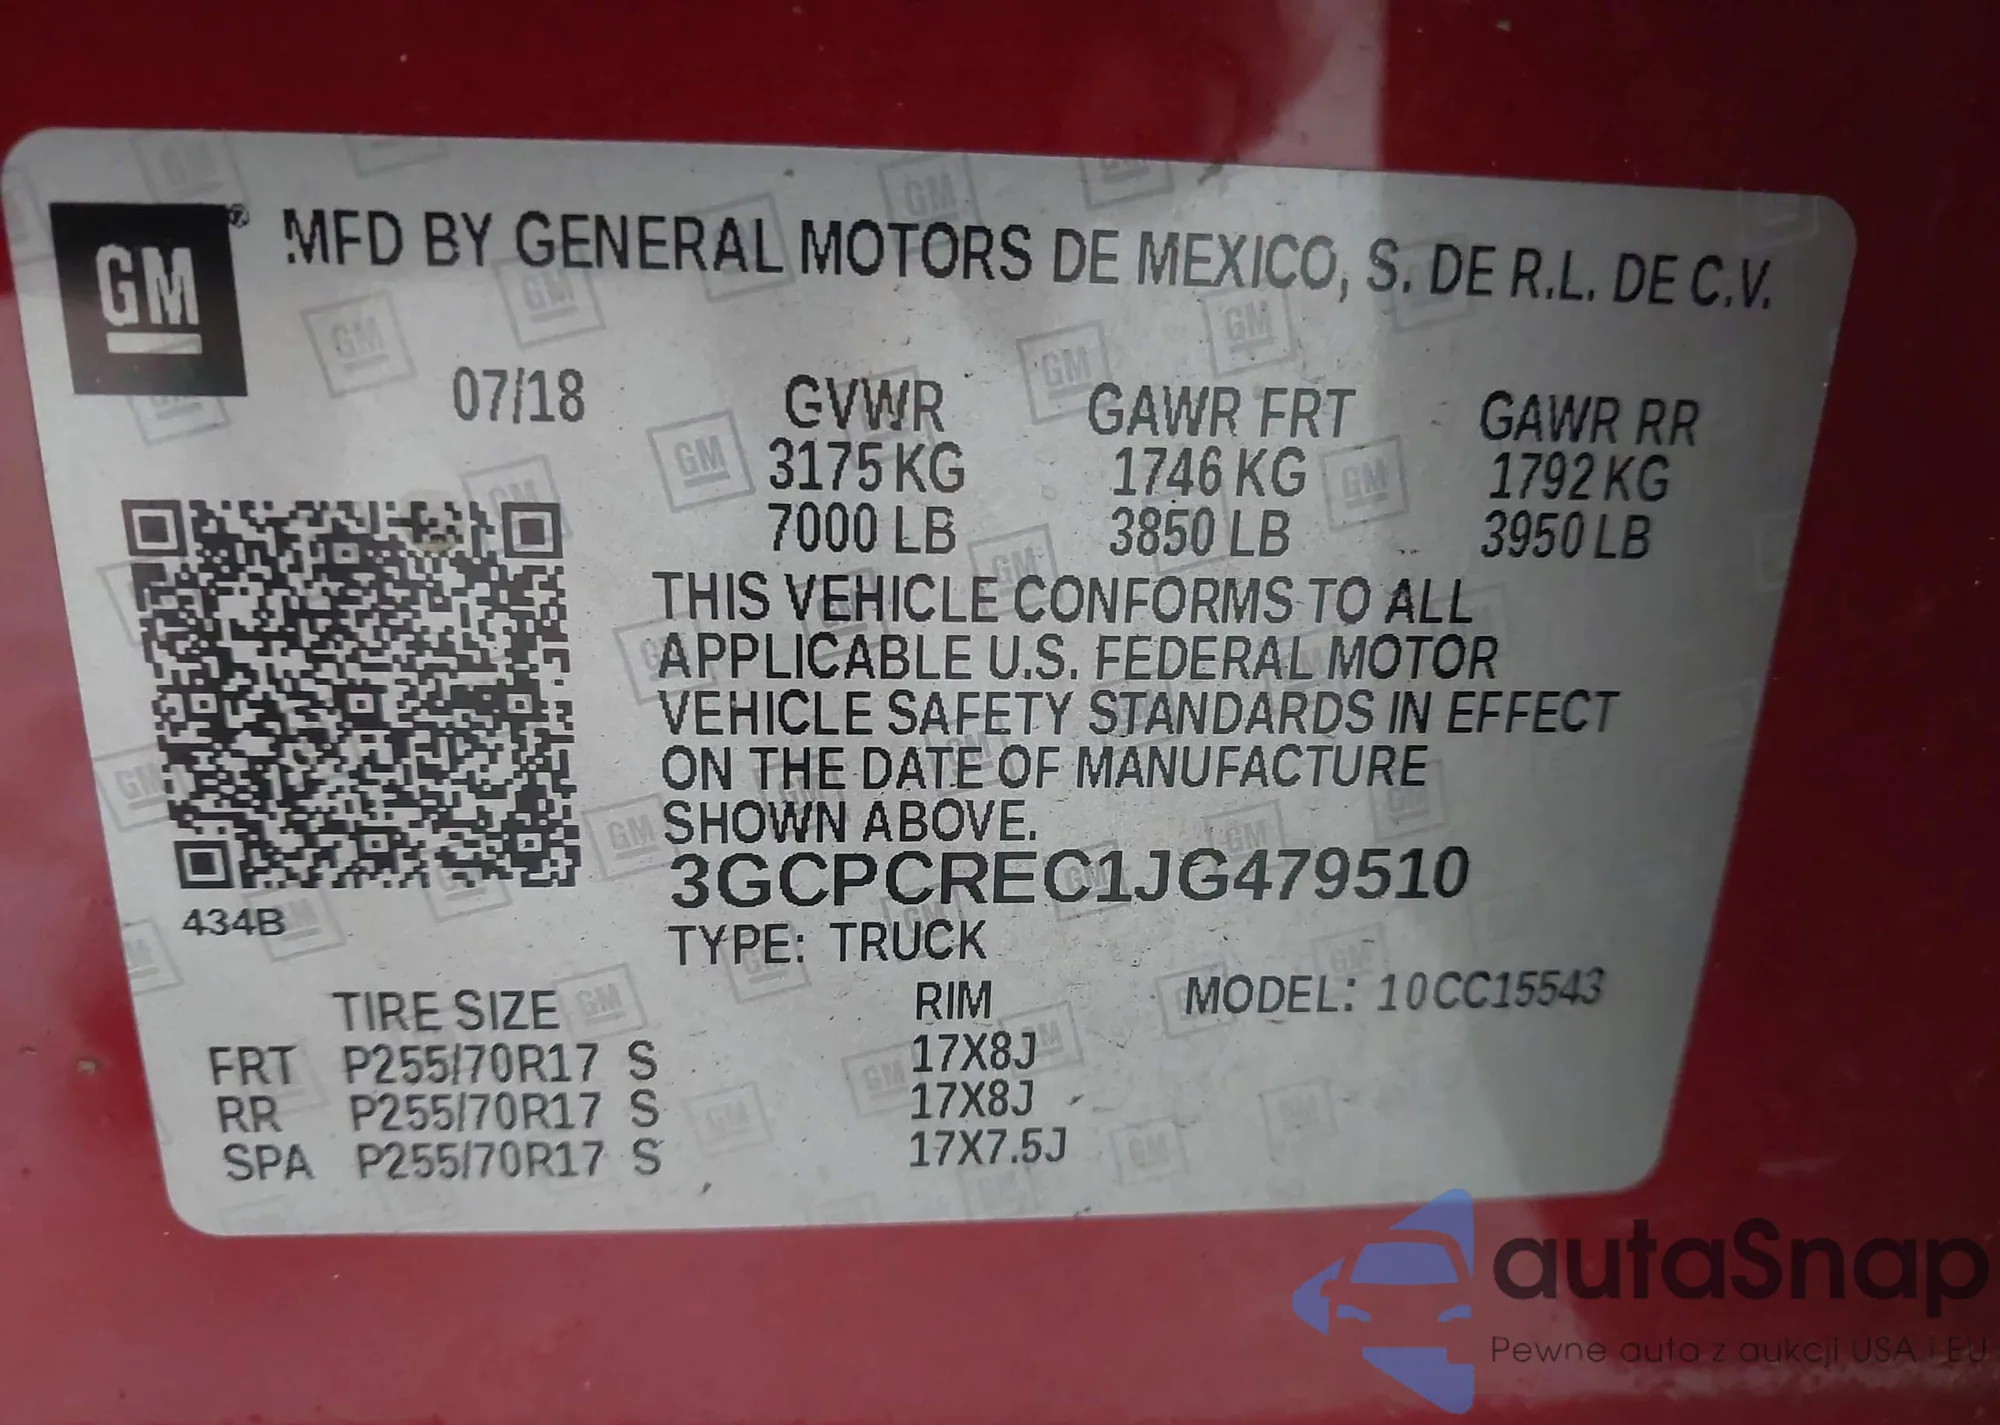 GM
MFD BY GENERAL MOTORS DE MEXICO, S. DE R.L. DE C.V.
07/18 GVWR GAWR FRT GAWR RR
3175 KG 1746 KG 1792 KG
7000 LB 3850 LB 3950 LB
THIS VEHICLE CONFORMS TO ALL
APPLICABLE U.S. FEDERAL MOTOR
VEHICLE SAFETY STANDARDS IN EFFECT
ON THE DATE OF MANUFACTURE
SHOWN ABOVE.
3GCPCREC1JG479510
434B
TYPE: TRUCK
TIRE SIZE RIM MODEL: 10CC15543
FRT P255/70R17 S 17X8J
RR P255/70R17 S 17X8J
SPA P255/70R17 S 17X7.5J
autaSnap
Pewne auta z aukcji USA i EU